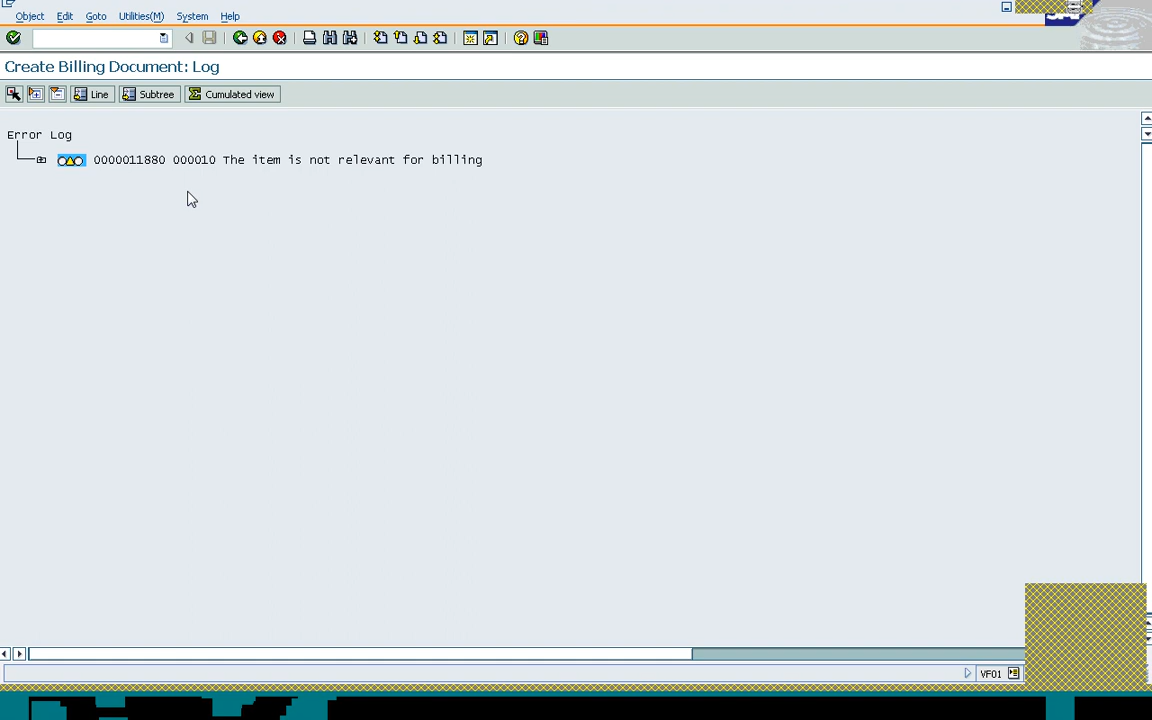 Object Edit Goto Utilities(M) System Help
Create Billing Document: Log
Line Subtree Cumulated view
Error Log
0000011880 000010 The item is not relevant for billing
VF01